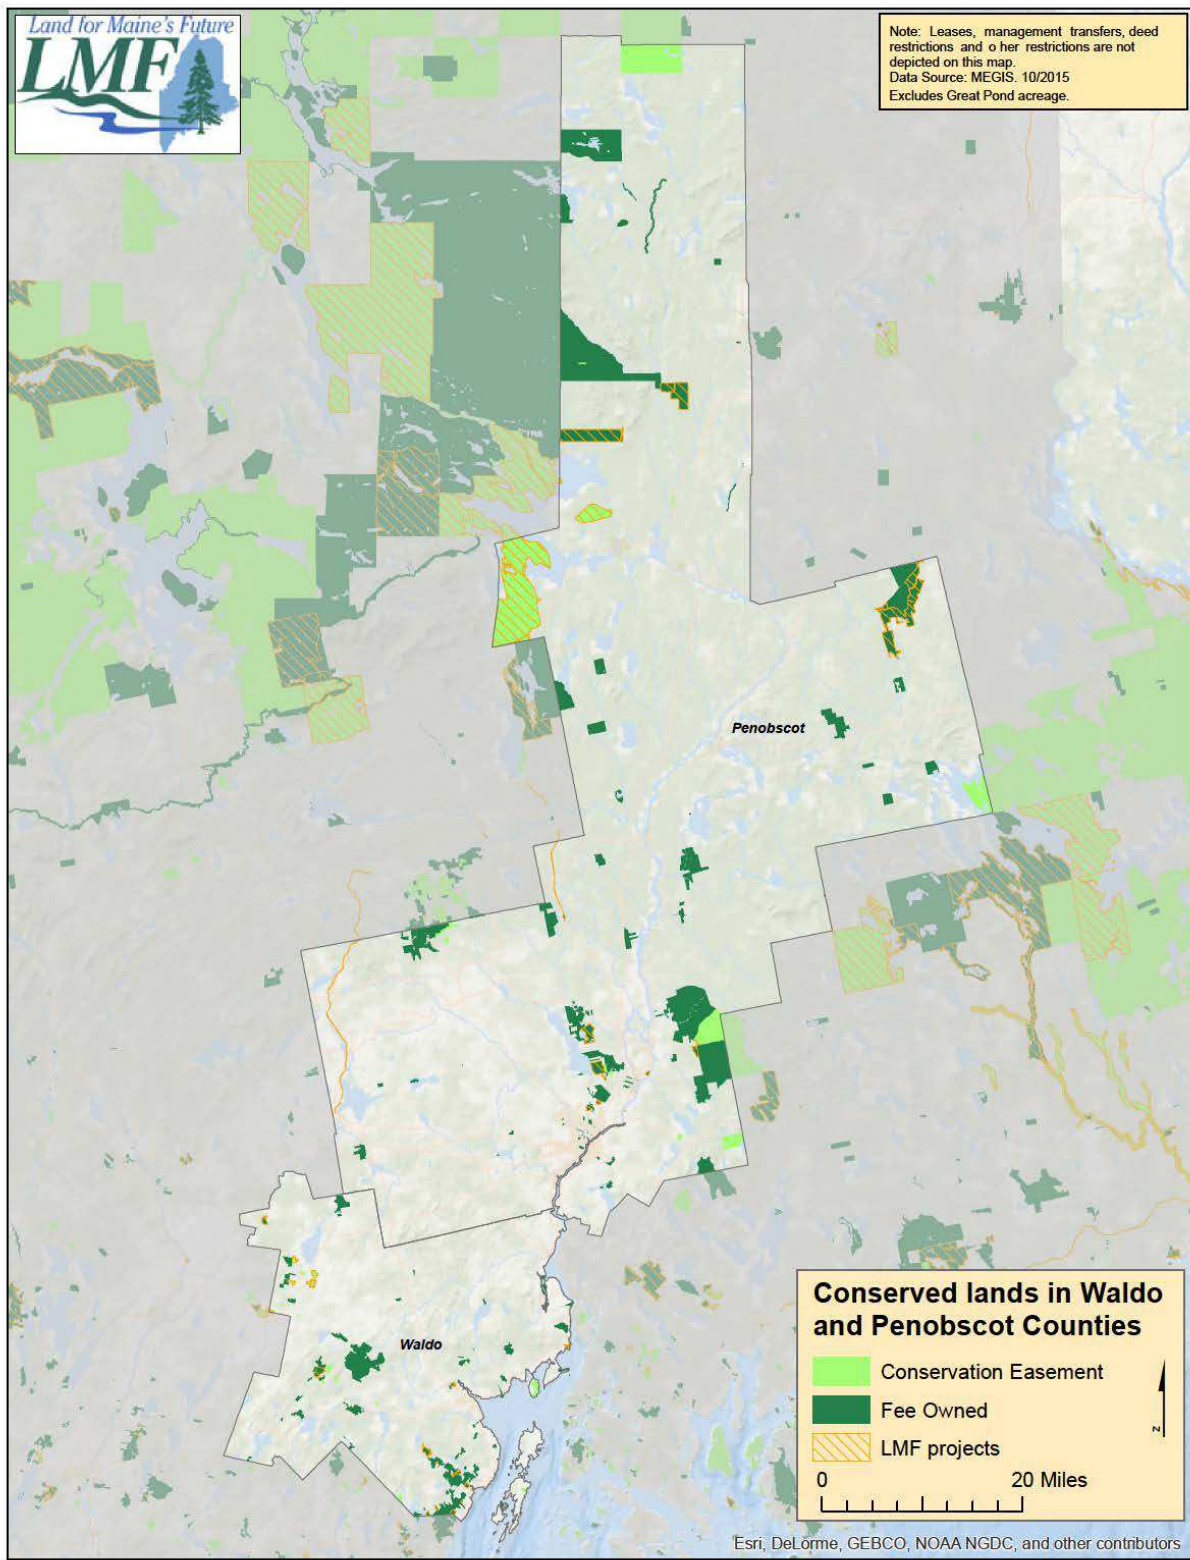 Land for Maine's Future
LMF
Note: Leases, management transfers, deed
restrictions and o her restrictions are not
depicted on this map.
Data Source: MEGIS. 10/2015
Excludes Great Pond acreage.
Penobscot
Waldo
Conserved lands in Waldo
and Penobscot Counties
Conservation Easement
Fee Owned
LMF projects
N
0 20 Miles
Esri, DeLorme, GEBCO, NOAA NGDC, and other contributors